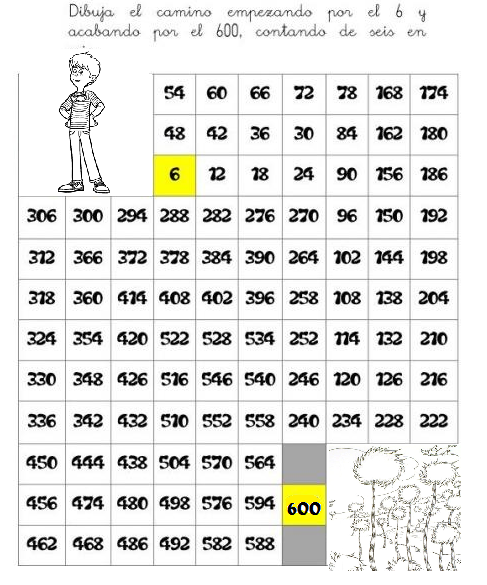 Dibuja el camino empezando por el 6 y
acabando por el 600, contando de seis en
54 60 66 72 78 168 174
48 42 36 30 84 162 180
6 12 18 24 90 156 186
306 300 294 288 282 276 270 96 150 192
312 366 372 378 384 390 264 102 144 198
318 360 414 408 402 396 258 108 138 204
324 354 420 522 528 534 252 114 132 210
330 348 426 516 546 540 246 120 126 216
336 342 432 510 552 558 240 234 228 222
450 444 438 504 570 564
456 474 480 498 576 594 600
462 468 486 492 582 588